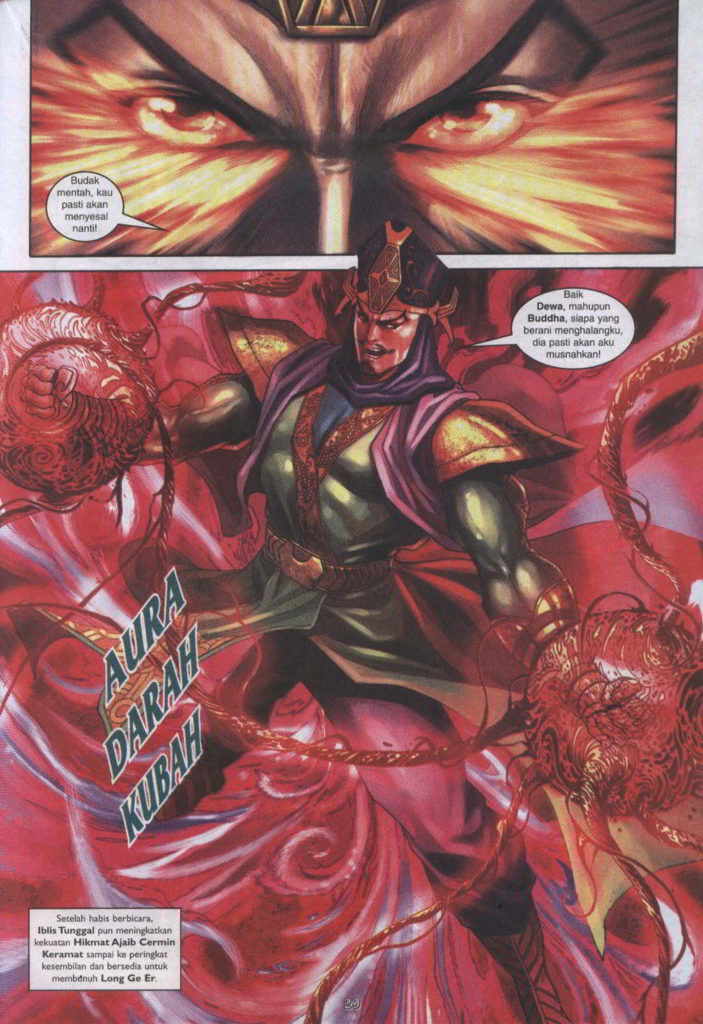 Budak
mentah, kau
pasti akan
menyesal
nanti!
Baik
Dewa, mahupun
Buddha, siapa yang
berani menghalangku,
dia pasti akan aku
musnahkan!
AURA
DARAH
KUBAH
Setelah habis berbicara,
Iblis Tunggal pun meningkatkan
kekuatan Hikmat Ajaib Cermin
Keramat sampai ke peringkat
kesembilan dan bersedia untuk
membunuh Long Ge Er.
29